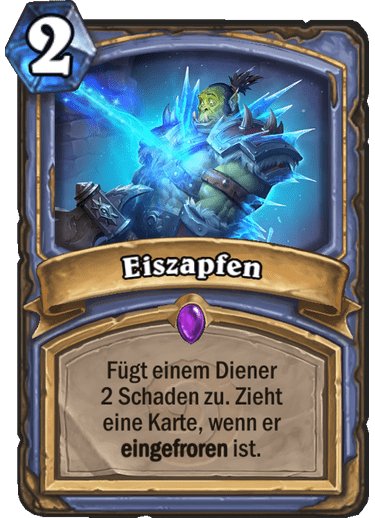 2
Eiszapfen
Fügt einem Diener
2 Schaden zu. Zieht
eine Karte, wenn er
eingefroren ist.